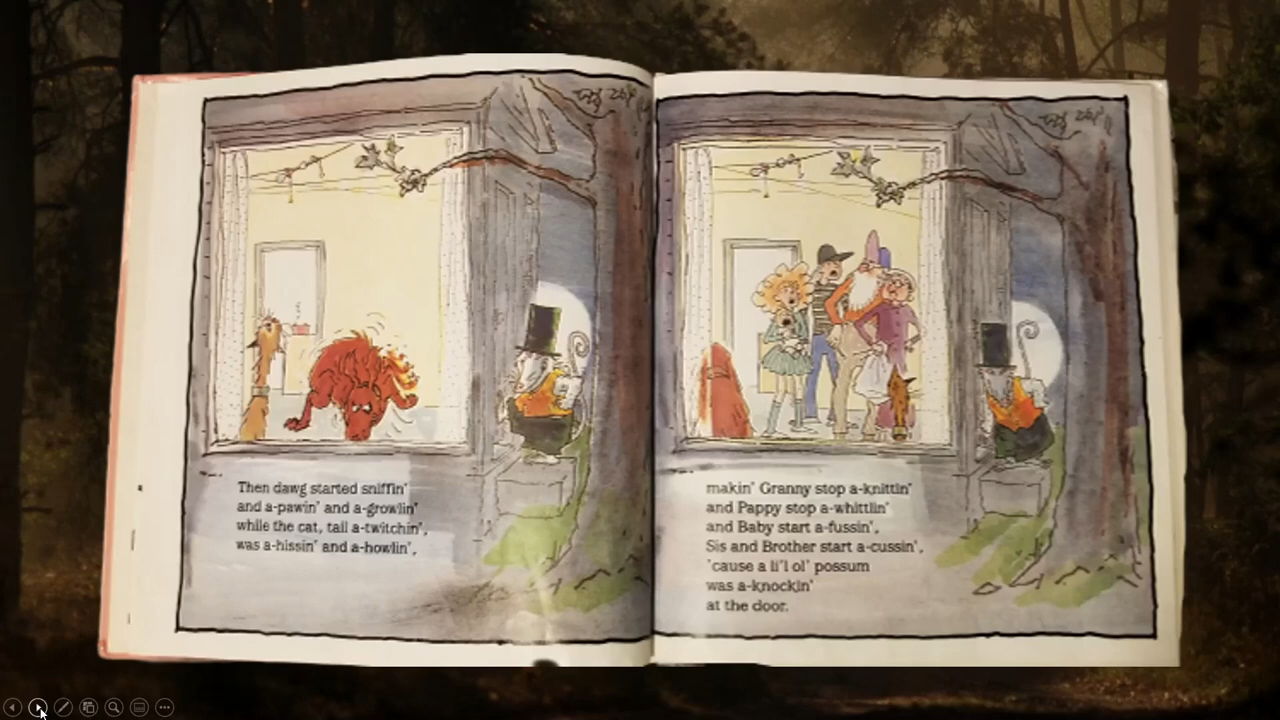 Then dawg started sniffin'
and a-pawin' and a-growlin'
while the cat, tail a-twitchin',
was a-hissin' and a-howlin',
makin' Granny stop a-knittin'
and Pappy stop a-whittlin'
and Baby start a-fussin',
Sis and Brother start a-cussin',
'cause a li'l ol' possum
was a-knockin'
at the door.